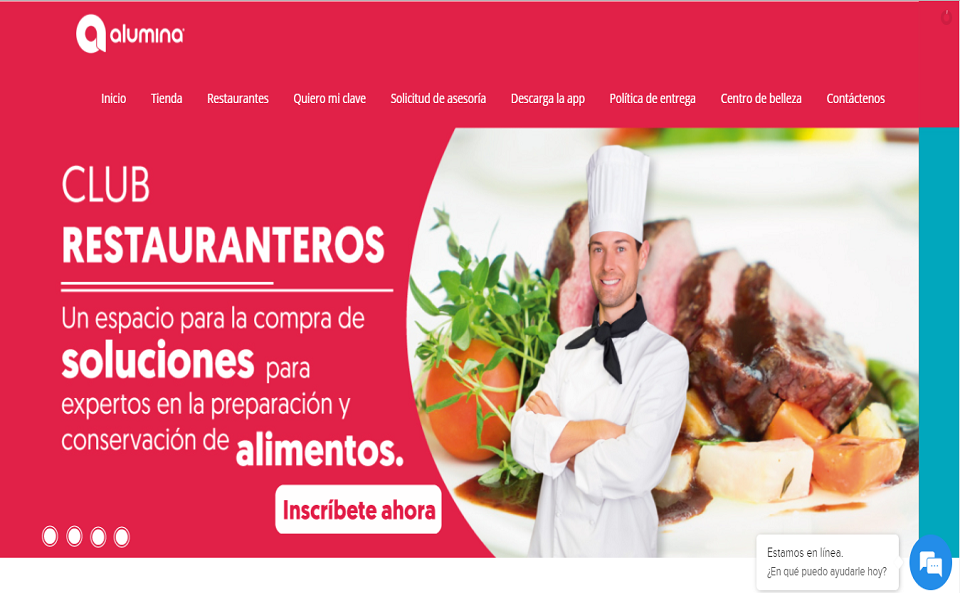 alumina
Inicio Tienda Restaurantes Quiero mi clave Solicitud de asesoría Descarga la app Política de entrega Centro de belleza Contáctenos
CLUB
RESTAURANTEROS
Un espacio para la compra de
soluciones para
expertos en la preparación y
conservación de alimentos.
Inscríbete ahora
Estamos en línea.
¿En qué puedo ayudarle hoy?